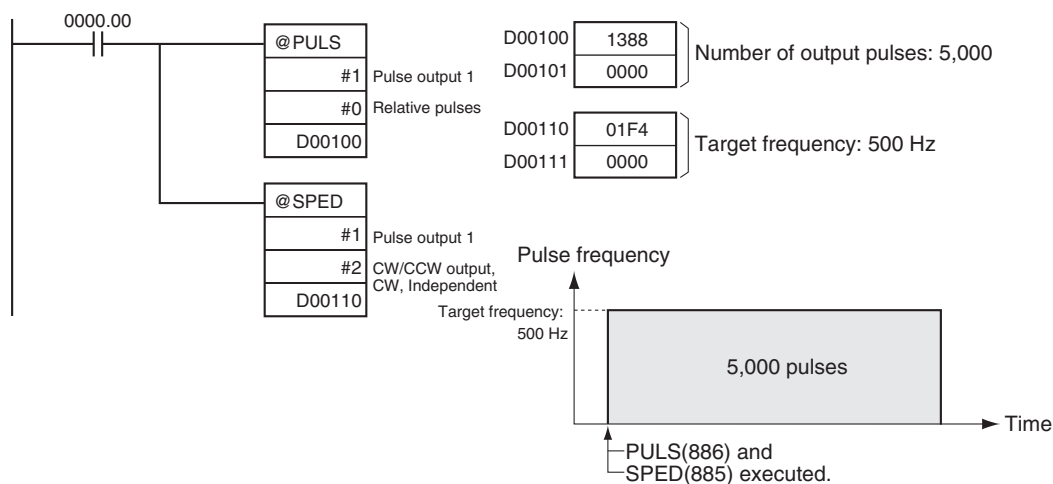 0000.00
@PULS
#1 Pulse output 1
#0 Relative pulses
D00100
@SPED
#1 Pulse output 1
#2 CW/CCW output,
CW, Independent
D00110
D00100 1388
D00101 0000
Number of output pulses: 5,000
D00110 01F4
D00111 0000
Target frequency: 500 Hz
Pulse frequency
Target frequency:
500 Hz
5,000 pulses
Time
PULS(886) and
SPED(885) executed.